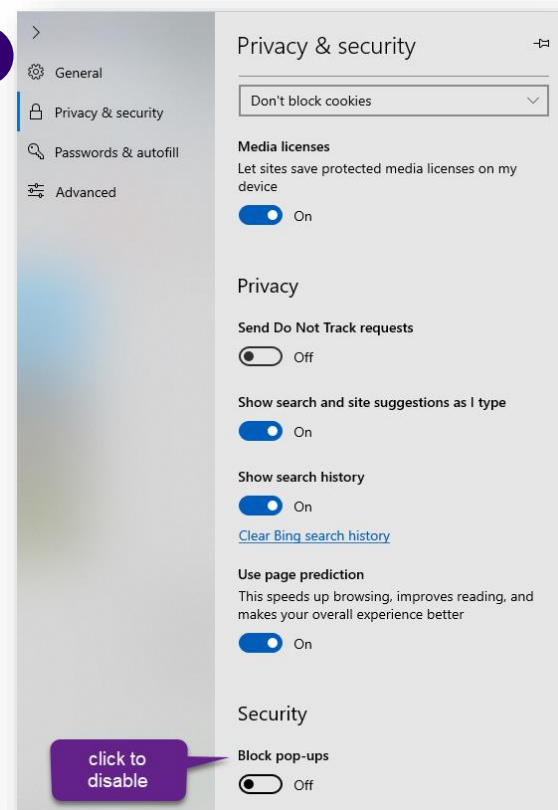 General
Privacy & security
Passwords & autofill
Advanced
Privacy & security
Don't block cookies
Media licenses
Let sites save protected media licenses on my
device
On
Privacy
Send Do Not Track requests
Off
Show search and site suggestions as I type
On
Show search history
On
Clear Bing search history
Use page prediction
This speeds up browsing, improves reading, and
makes your overall experience better
On
Security
click to
disable
Block pop-ups
Off